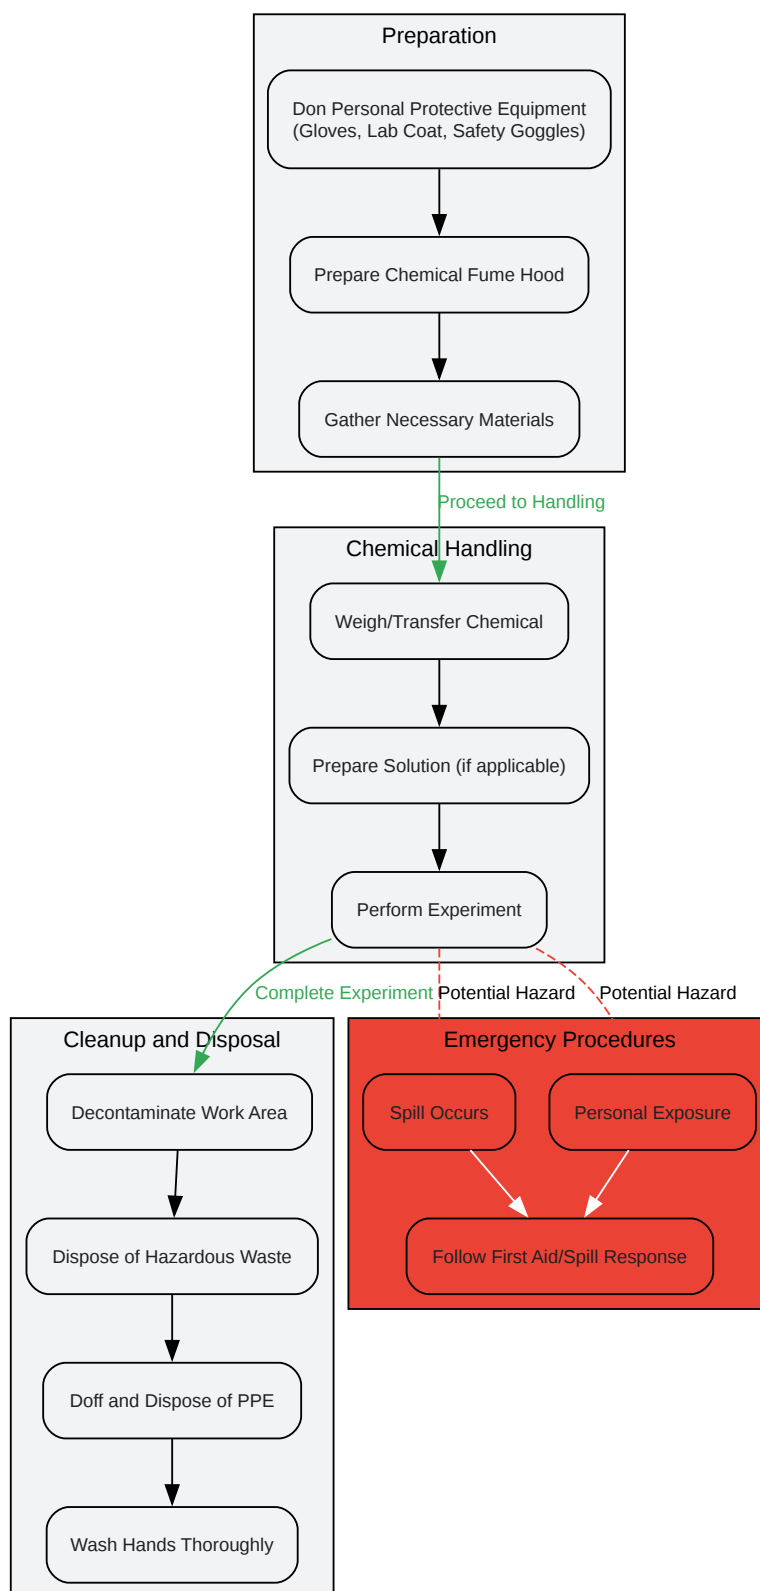 Preparation
Don Personal Protective Equipment
(Gloves, Lab Coat, Safety Goggles)
Prepare Chemical Fume Hood
Gather Necessary Materials
Proceed to Handling
Chemical Handling
Weigh/Transfer Chemical
Prepare Solution (if applicable)
Perform Experiment
Complete Experiment
Potential Hazard
Potential Hazard
Cleanup and Disposal
Decontaminate Work Area
Dispose of Hazardous Waste
Doff and Dispose of PPE
Wash Hands Thoroughly
Emergency Procedures
Spill Occurs
Personal Exposure
Follow First Aid/Spill Response